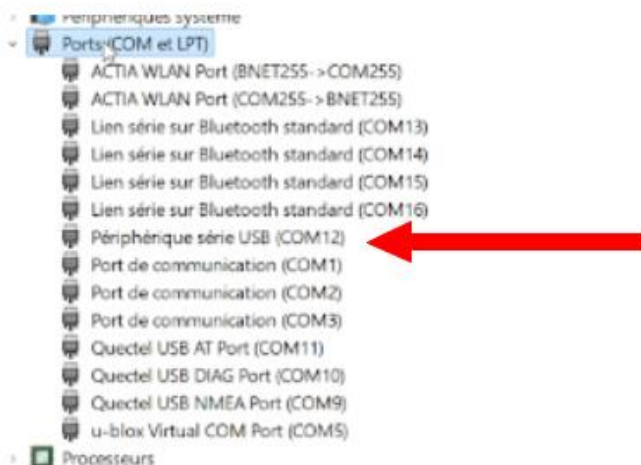 Périphériques système
Ports (COM et LPT)
ACTIA WLAN Port (BNET255->COM255)
ACTIA WLAN Port (COM255->BNET255)
Lien série sur Bluetooth standard (COM13)
Lien série sur Bluetooth standard (COM14)
Lien série sur Bluetooth standard (COM15)
Lien série sur Bluetooth standard (COM16)
Périphérique série USB (COM12)
Port de communication (COM1)
Port de communication (COM2)
Port de communication (COM3)
Quectel USB AT Port (COM11)
Quectel USB DIAG Port (COM10)
Quectel USB NMEA Port (COM9)
u-blox Virtual COM Port (COM5)
Processeurs